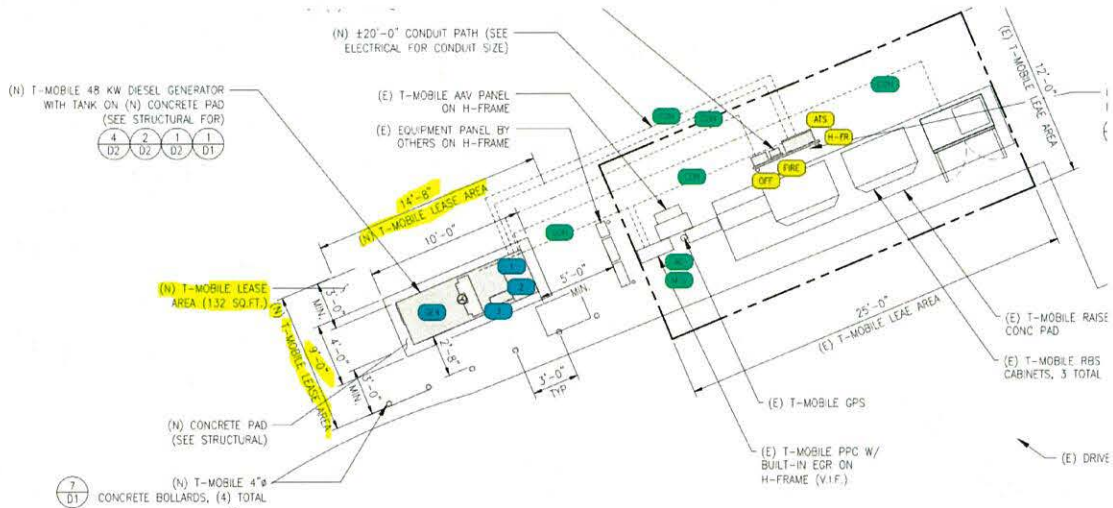 (N) ±20'-0" CONDUIT PATH (SEE
ELECTRICAL FOR CONDUIT SIZE)
(N) T-MOBILE 48 KW DIESEL GENERATOR
WITH TANK ON (N) CONCRETE PAD
(SEE STRUCTURAL FOR)
4 2 1 1
D2 D2 D2 D1
(E) T-MOBILE AAV PANEL
ON H-FRAME
(E) EQUIPMENT PANEL BY
OTHERS ON H-FRAME
CON
CON
CON
CON
CON
ATS
H-FR
FIRE
OFF
12'-0"
(E) T-MOBILE LEAE AREA
14'-8"
(N) T-MOBILE LEASE AREA
10'-0"
(N) T-MOBILE LEASE
AREA (132 SQ.FT.)
3'-0"
MIN.
4'-0"
3'-0"
MIN.
9'-0"
(N) T-MOBILE LEASE AREA
GEN
1
2
3
5'-0"
MIN.
2'-8"
3'-0"
TYP
25'-0"
(E) T-MOBILE LEAE AREA
(E) T-MOBILE RAISE
CONC PAD
(E) T-MOBILE RBS
CABINETS, 3 TOTAL
(E) T-MOBILE GPS
(E) T-MOBILE PPC W/
BUILT-IN EGR ON
H-FRAME (V.I.F.)
(E) DRIVE
(N) CONCRETE PAD
(SEE STRUCTURAL)
(N) T-MOBILE 4"ø
CONCRETE BOLLARDS, (4) TOTAL
7
D1